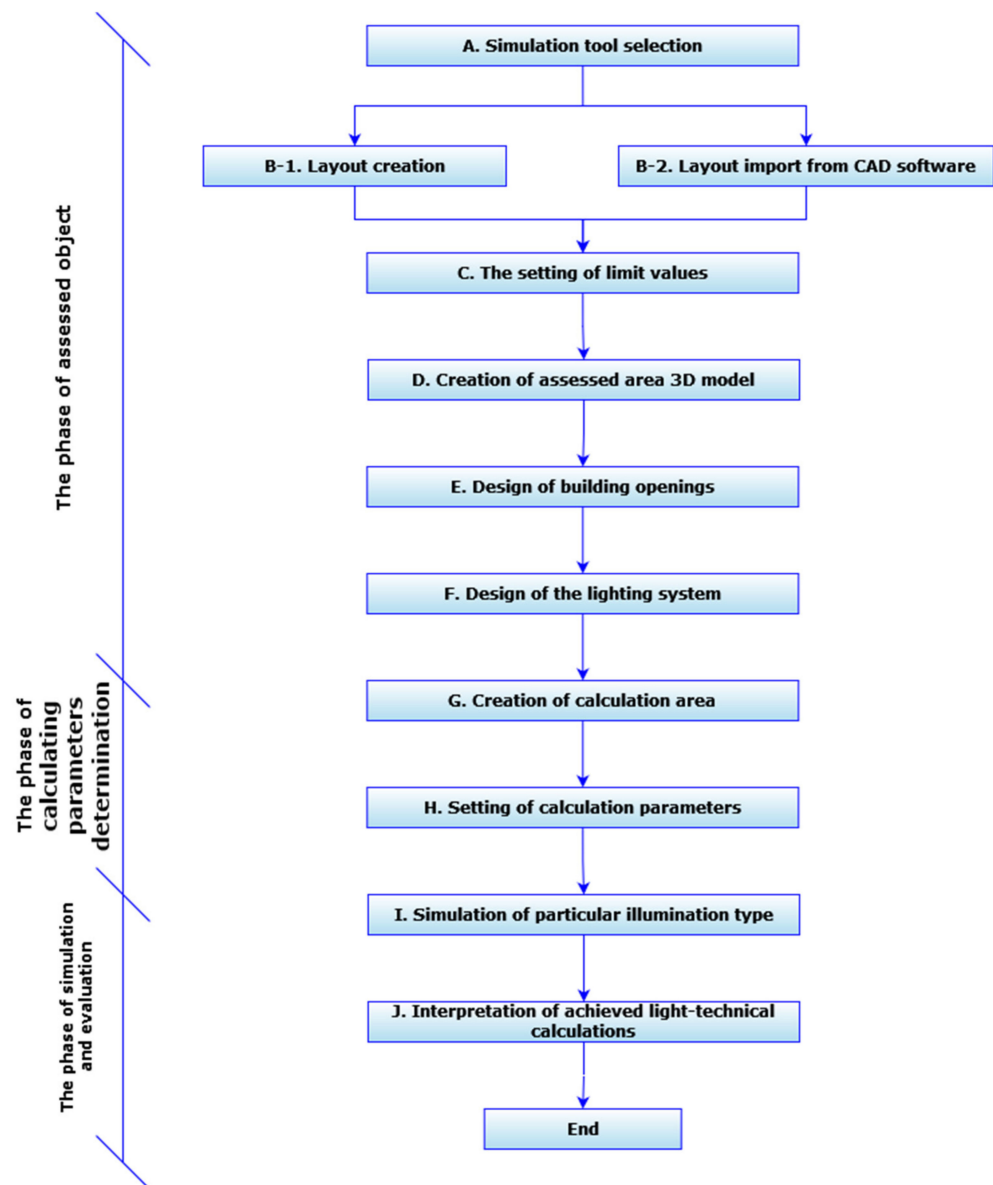 A. Simulation tool selection
B-1. Layout creation
B-2. Layout import from CAD software
C. The setting of limit values
D. Creation of assessed area 3D model
E. Design of building openings
F. Design of the lighting system
G. Creation of calculation area
H. Setting of calculation parameters
I. Simulation of particular illumination type
J. Interpretation of achieved light-technical
calculations
End
The phase of assessed object
The phase of
calculating
parameters
determination
The phase of simulation
and evaluation